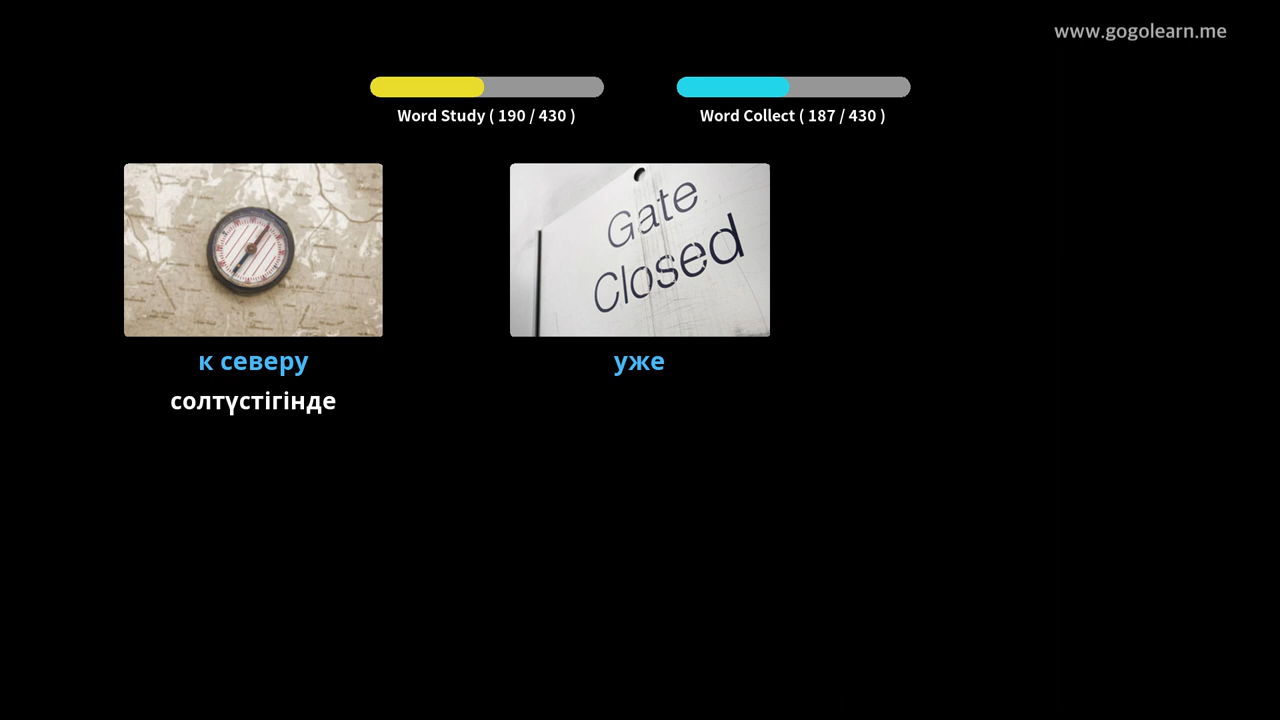 www.gogolearn.me
Word Study ( 190 / 430 )
Word Collect ( 187 / 430 )
Gate
Closed
к северу
уже
солтүстігінде